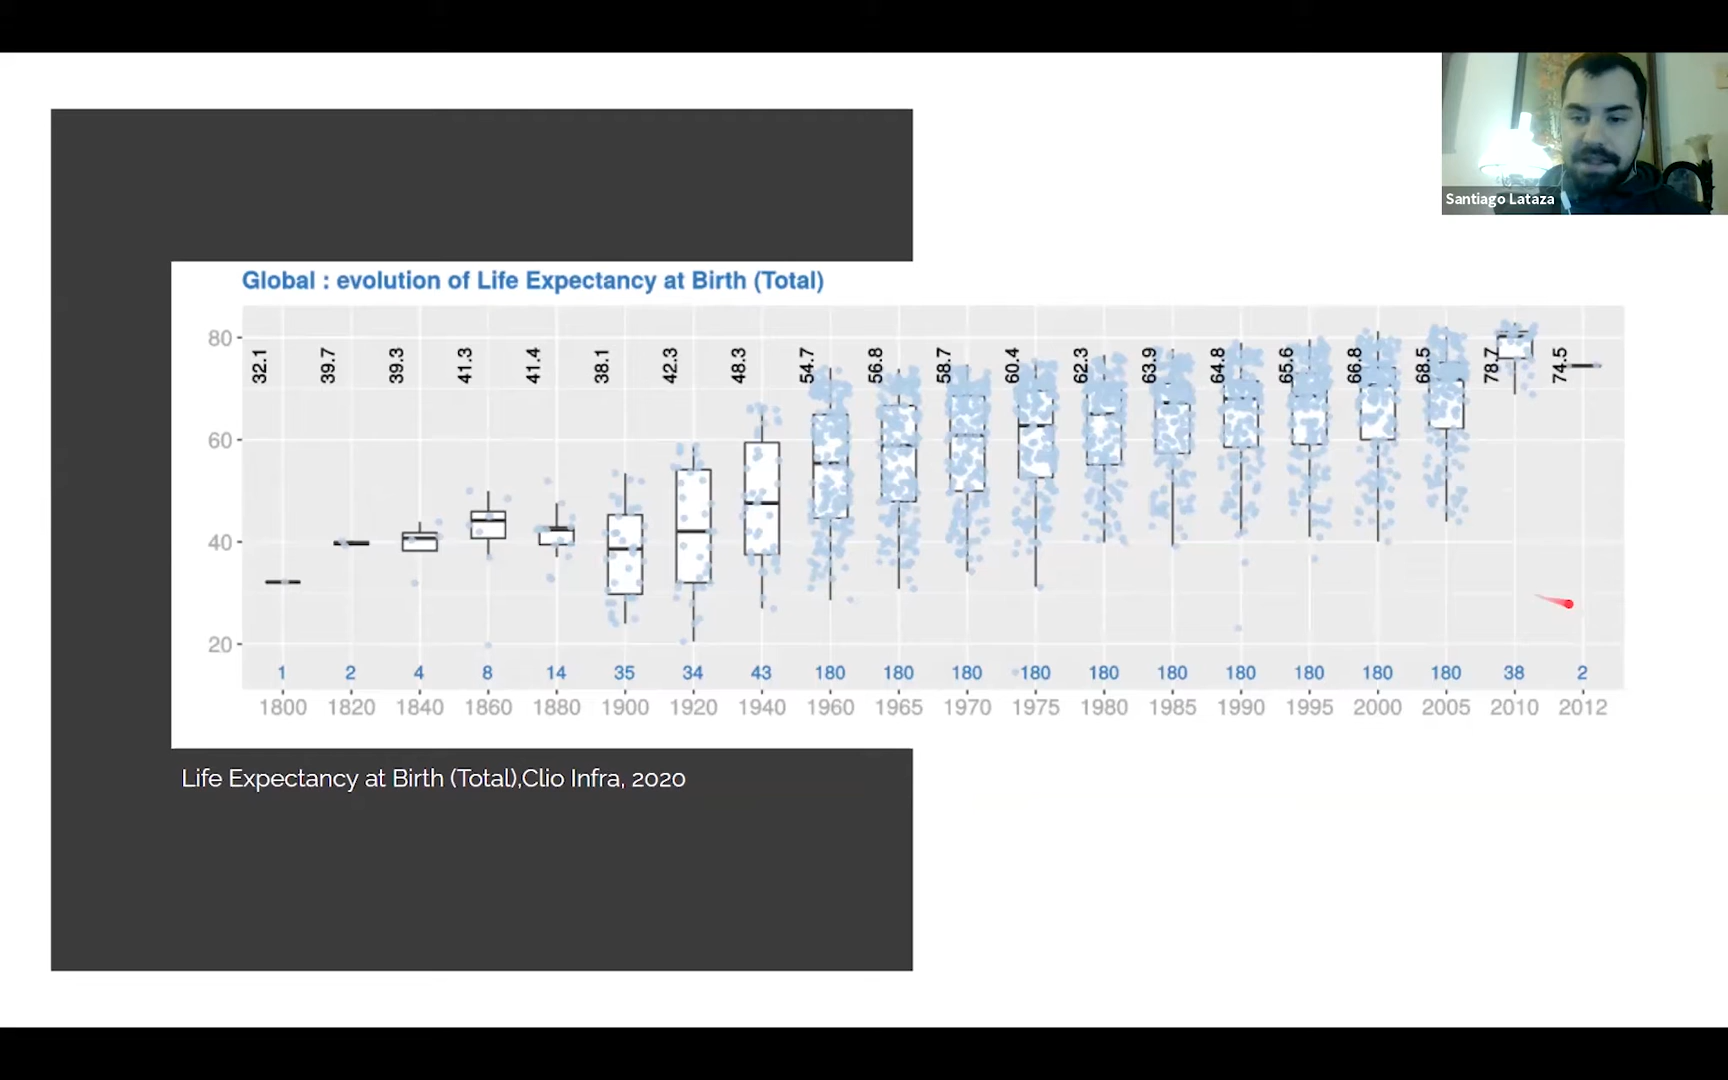 Santiago Lataza
Global : evolution of Life Expectancy at Birth (Total)
80
60
40
20
32.1 39.7 39.3 41.3 41.4 38.1 42.3 48.3 54.7 56.8 58.7 60.4 62.3 63.9 64.8 65.6 66.8 68.5 78.7 74.5
1 2 4 8 14 35 34 43 180 180 180 180 180 180 180 180 180 180 38 2
1800 1820 1840 1860 1880 1900 1920 1940 1960 1965 1970 1975 1980 1985 1990 1995 2000 2005 2010 2012
Life Expectancy at Birth (Total),Clio Infra, 2020